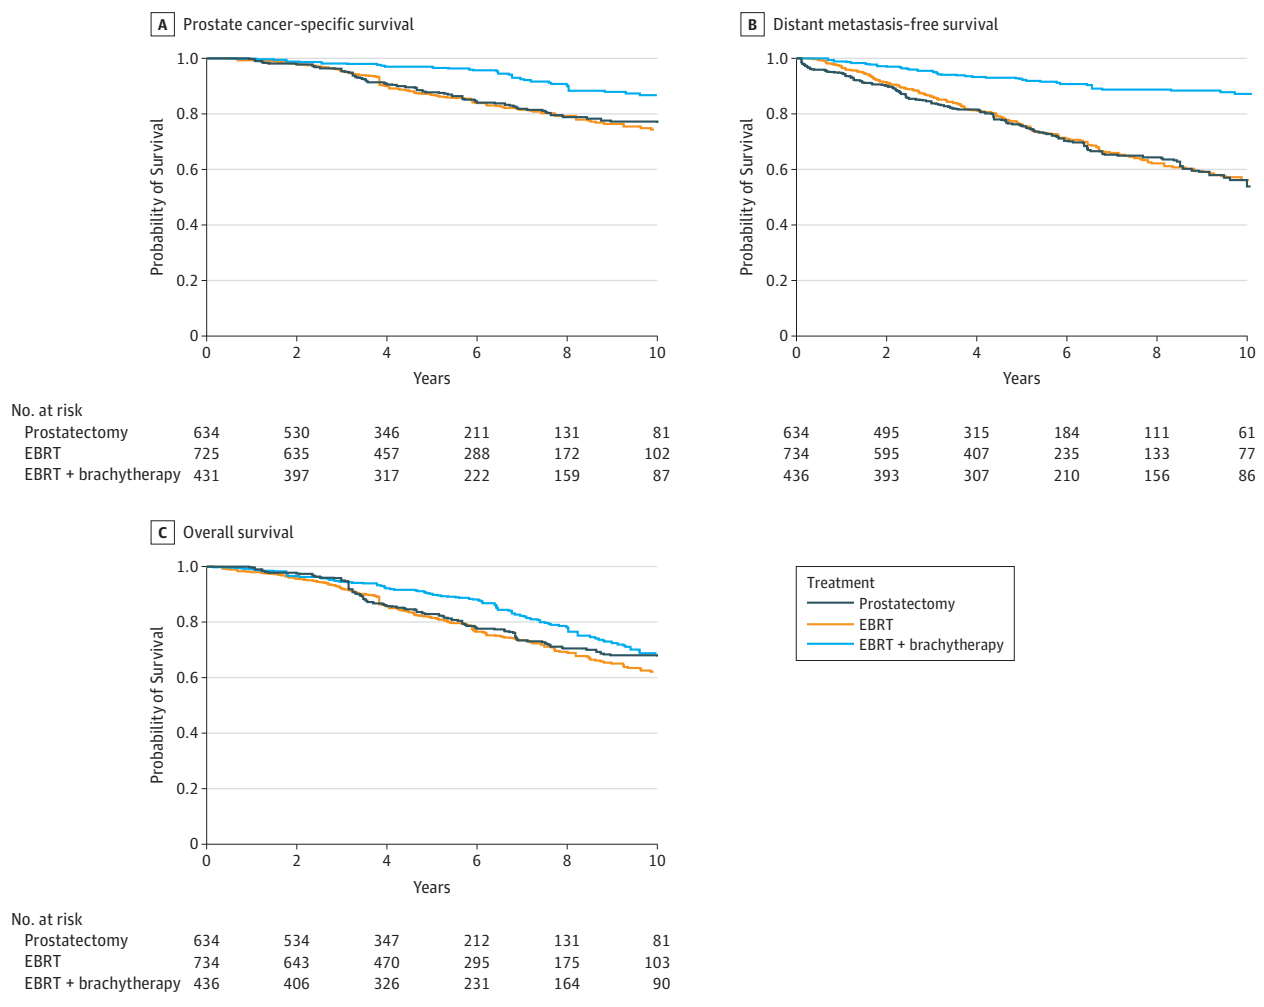 A Prostate cancer–specific survival
1.0
0.8
0.6
0.4
0.2
0
Probability of Survival
0 2 4 6 8 10
Years
B Distant metastasis-free survival
1.0
0.8
0.6
0.4
0.2
0
Probability of Survival
0 2 4 6 8 10
Years
No. at risk
Prostatectomy 634 530 346 211 131 81 634 495 315 184 111 61
EBRT 725 635 457 288 172 102 734 595 407 235 133 77
EBRT + brachytherapy 431 397 317 222 159 87 436 393 307 210 156 86
C Overall survival
1.0
0.8
0.6
0.4
0.2
0
Probability of Survival
0 2 4 6 8 10
Years
Treatment
Prostatectomy
EBRT
EBRT + brachytherapy
No. at risk
Prostatectomy 634 534 347 212 131 81
EBRT 734 643 470 295 175 103
EBRT + brachytherapy 436 406 326 231 164 90